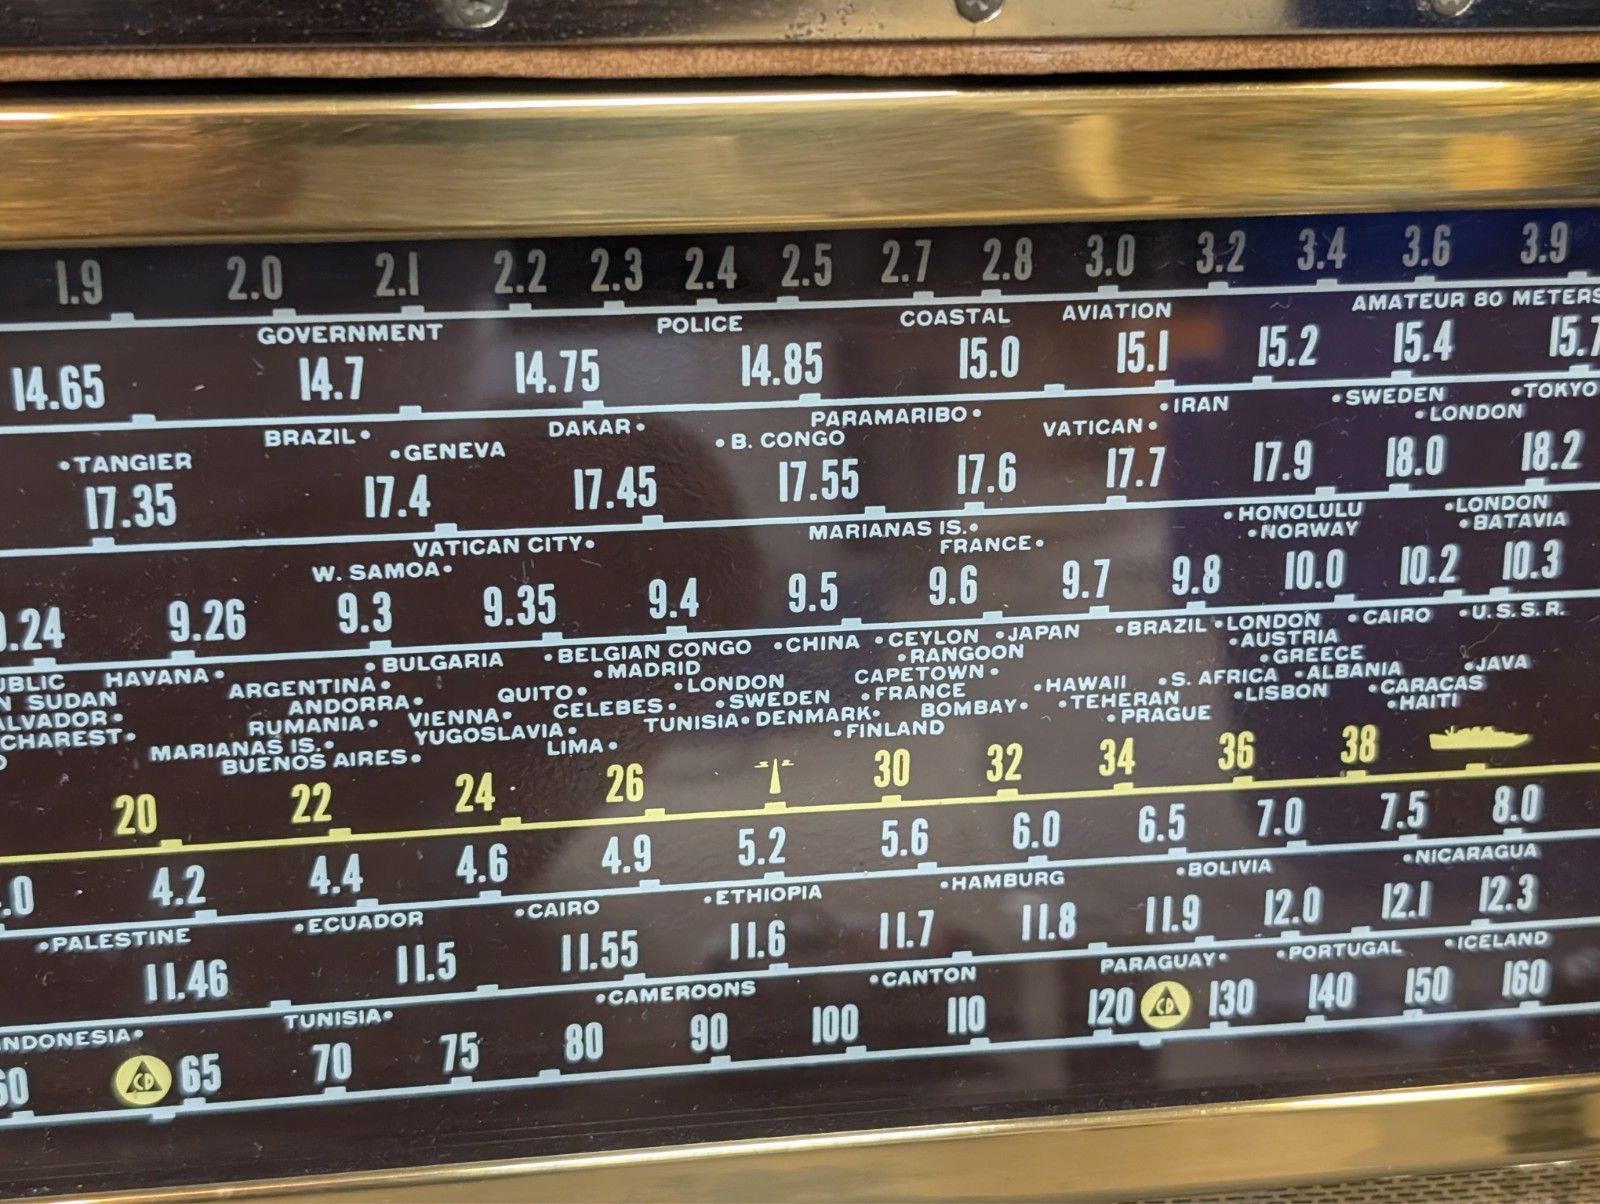 1.9 2.0 2.1 2.2 2.3 2.4 2.5 2.7 2.8 3.0 3.2 3.4 3.6 3.9
GOVERNMENT POLICE COASTAL AVIATION AMATEUR 80 METERS
14.65 14.7 14.75 14.85 15.0 15.1 15.2 15.4 15.7
BRAZIL• DAKAR• PARAMARIBO• •IRAN •SWEDEN •TOKYO
•TANGIER •GENEVA •B. CONGO VATICAN• •LONDON
17.35 17.4 17.45 17.55 17.6 17.7 17.9 18.0 18.2
VATICAN CITY• MARIANAS IS.• •HONOLULU •LONDON
W. SAMOA• FRANCE• •NORWAY •BATAVIA
.24 9.26 9.3 9.35 9.4 9.5 9.6 9.7 9.8 10.0 10.2 10.3
UBLIC HAVANA• •BULGARIA •BELGIAN CONGO •CHINA •CEYLON •JAPAN •BRAZIL •LONDON •CAIRO •U.S.S.R.
N SUDAN ARGENTINA• •MADRID •RANGOON •AUSTRIA
ALVADOR• ANDORRA• QUITO• •LONDON CAPETOWN• •GREECE •JAVA
CHAREST• RUMANIA• VIENNA• CELEBES• •SWEDEN •FRANCE •HAWAII •S. AFRICA •ALBANIA
MARIANAS IS.• YUGOSLAVIA• TUNISIA• DENMARK• BOMBAY• •TEHERAN •LISBON •CARACAS
BUENOS AIRES• LIMA• •FINLAND •PRAGUE •HAITI
20 22 24 26 30 32 34 36 38
.0 4.2 4.4 4.6 4.9 5.2 5.6 6.0 6.5 7.0 7.5 8.0
•PALESTINE •ECUADOR •CAIRO •ETHIOPIA •HAMBURG •BOLIVIA •NICARAGUA
11.46 11.5 11.55 11.6 11.7 11.8 11.9 12.0 12.1 12.3
INDONESIA• TUNISIA• •CAMEROONS •CANTON PARAGUAY• •PORTUGAL •ICELAND
60 CD 65 70 75 80 90 100 110 120 CD 130 140 150 160